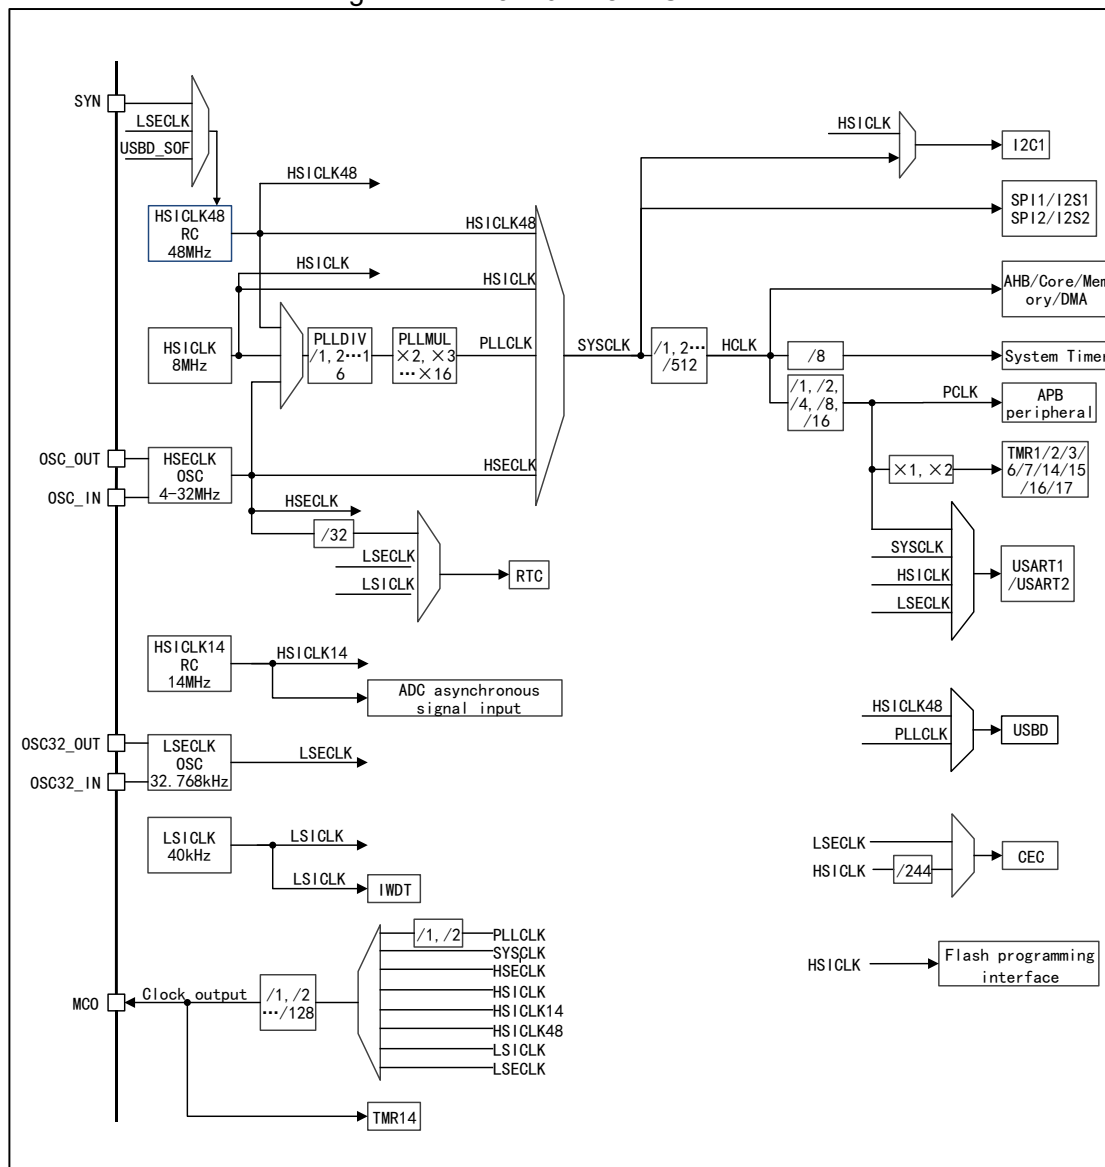 SYN
LSECLK
USBD_SOF
HSICLK48
RC
48MHz
HSICLK48
HSICLK48
HSICLK
HSICLK
HSICLK
8MHz
PLLDIV
/1, 2…1
6
PLLMUL
×2, ×3
…×16
PLLCLK
OSC_OUT
OSC_IN
HSECLK
OSC
4-32MHz
HSECLK
HSECLK
/32
LSECLK
LSICLK
RTC
SYSCLK
/1, 2…
/512
HCLK
HSICLK
I2C1
SPI1/I2S1
SPI2/I2S2
AHB/Core/Mem
ory/DMA
/8
System Timer
/1, /2,
/4, /8,
/16
PCLK
APB
peripheral
×1, ×2
TMR1/2/3/
6/7/14/15
/16/17
SYSCLK
HSICLK
LSECLK
USART1
/USART2
HSICLK14
RC
14MHz
HSICLK14
ADC asynchronous
signal input
HSICLK48
PLLCLK
USBD
OSC32_OUT
OSC32_IN
LSECLK
OSC
32.768kHz
LSECLK
LSICLK
40kHz
LSICLK
LSICLK
IWDT
LSECLK
HSICLK
/244
CEC
HSICLK
Flash programming
interface
MCO
Clock output
/1, /2
…/128
/1, /2
PLLCLK
SYSCLK
HSECLK
HSICLK
HSICLK14
HSICLK48
LSICLK
LSECLK
TMR14